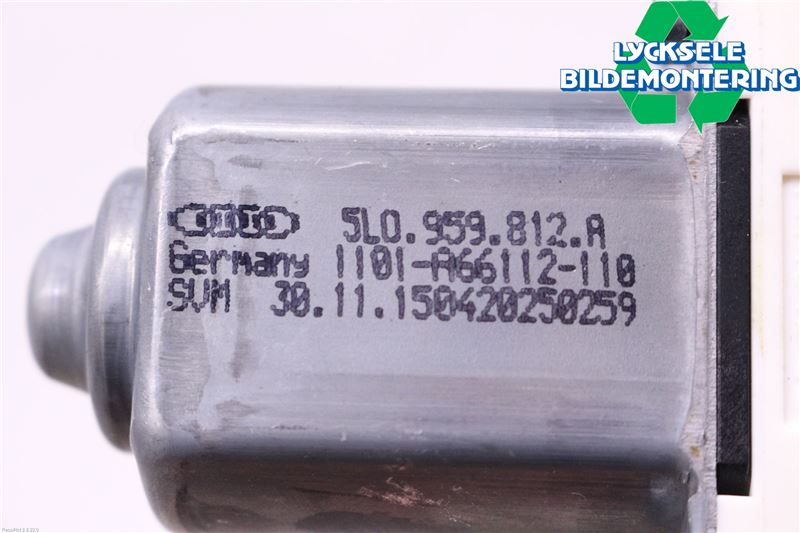 LYCKSELE
BILDEMONTERING
5L0.959.812.A
Germany 1101-A66112-110
SVM 30.11.150420250259